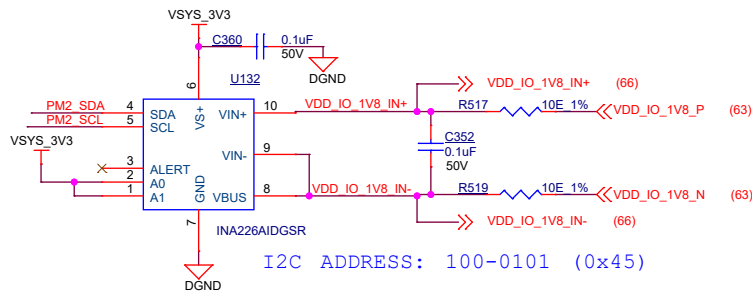 VSYS_3V3
C360
0.1uF
50V
DGND
U132
6
VS+
PM2_SDA 4 SDA
PM2_SCL 5 SCL
VSYS_3V3
3 ALERT
2 A0
1 A1
GND
7
DGND
VIN+ 10 VDD_IO_1V8_IN+
VIN- 9
VBUS 8 VDD_IO_1V8_IN-
INA226AIDGSR
VDD_IO_1V8_IN+ (66)
R517 10E_1% VDD_IO_1V8_P (63)
C352
0.1uF
50V
R519 10E_1% VDD_IO_1V8_N (63)
VDD_IO_1V8_IN- (66)
I2C ADDRESS: 100-0101 (0x45)